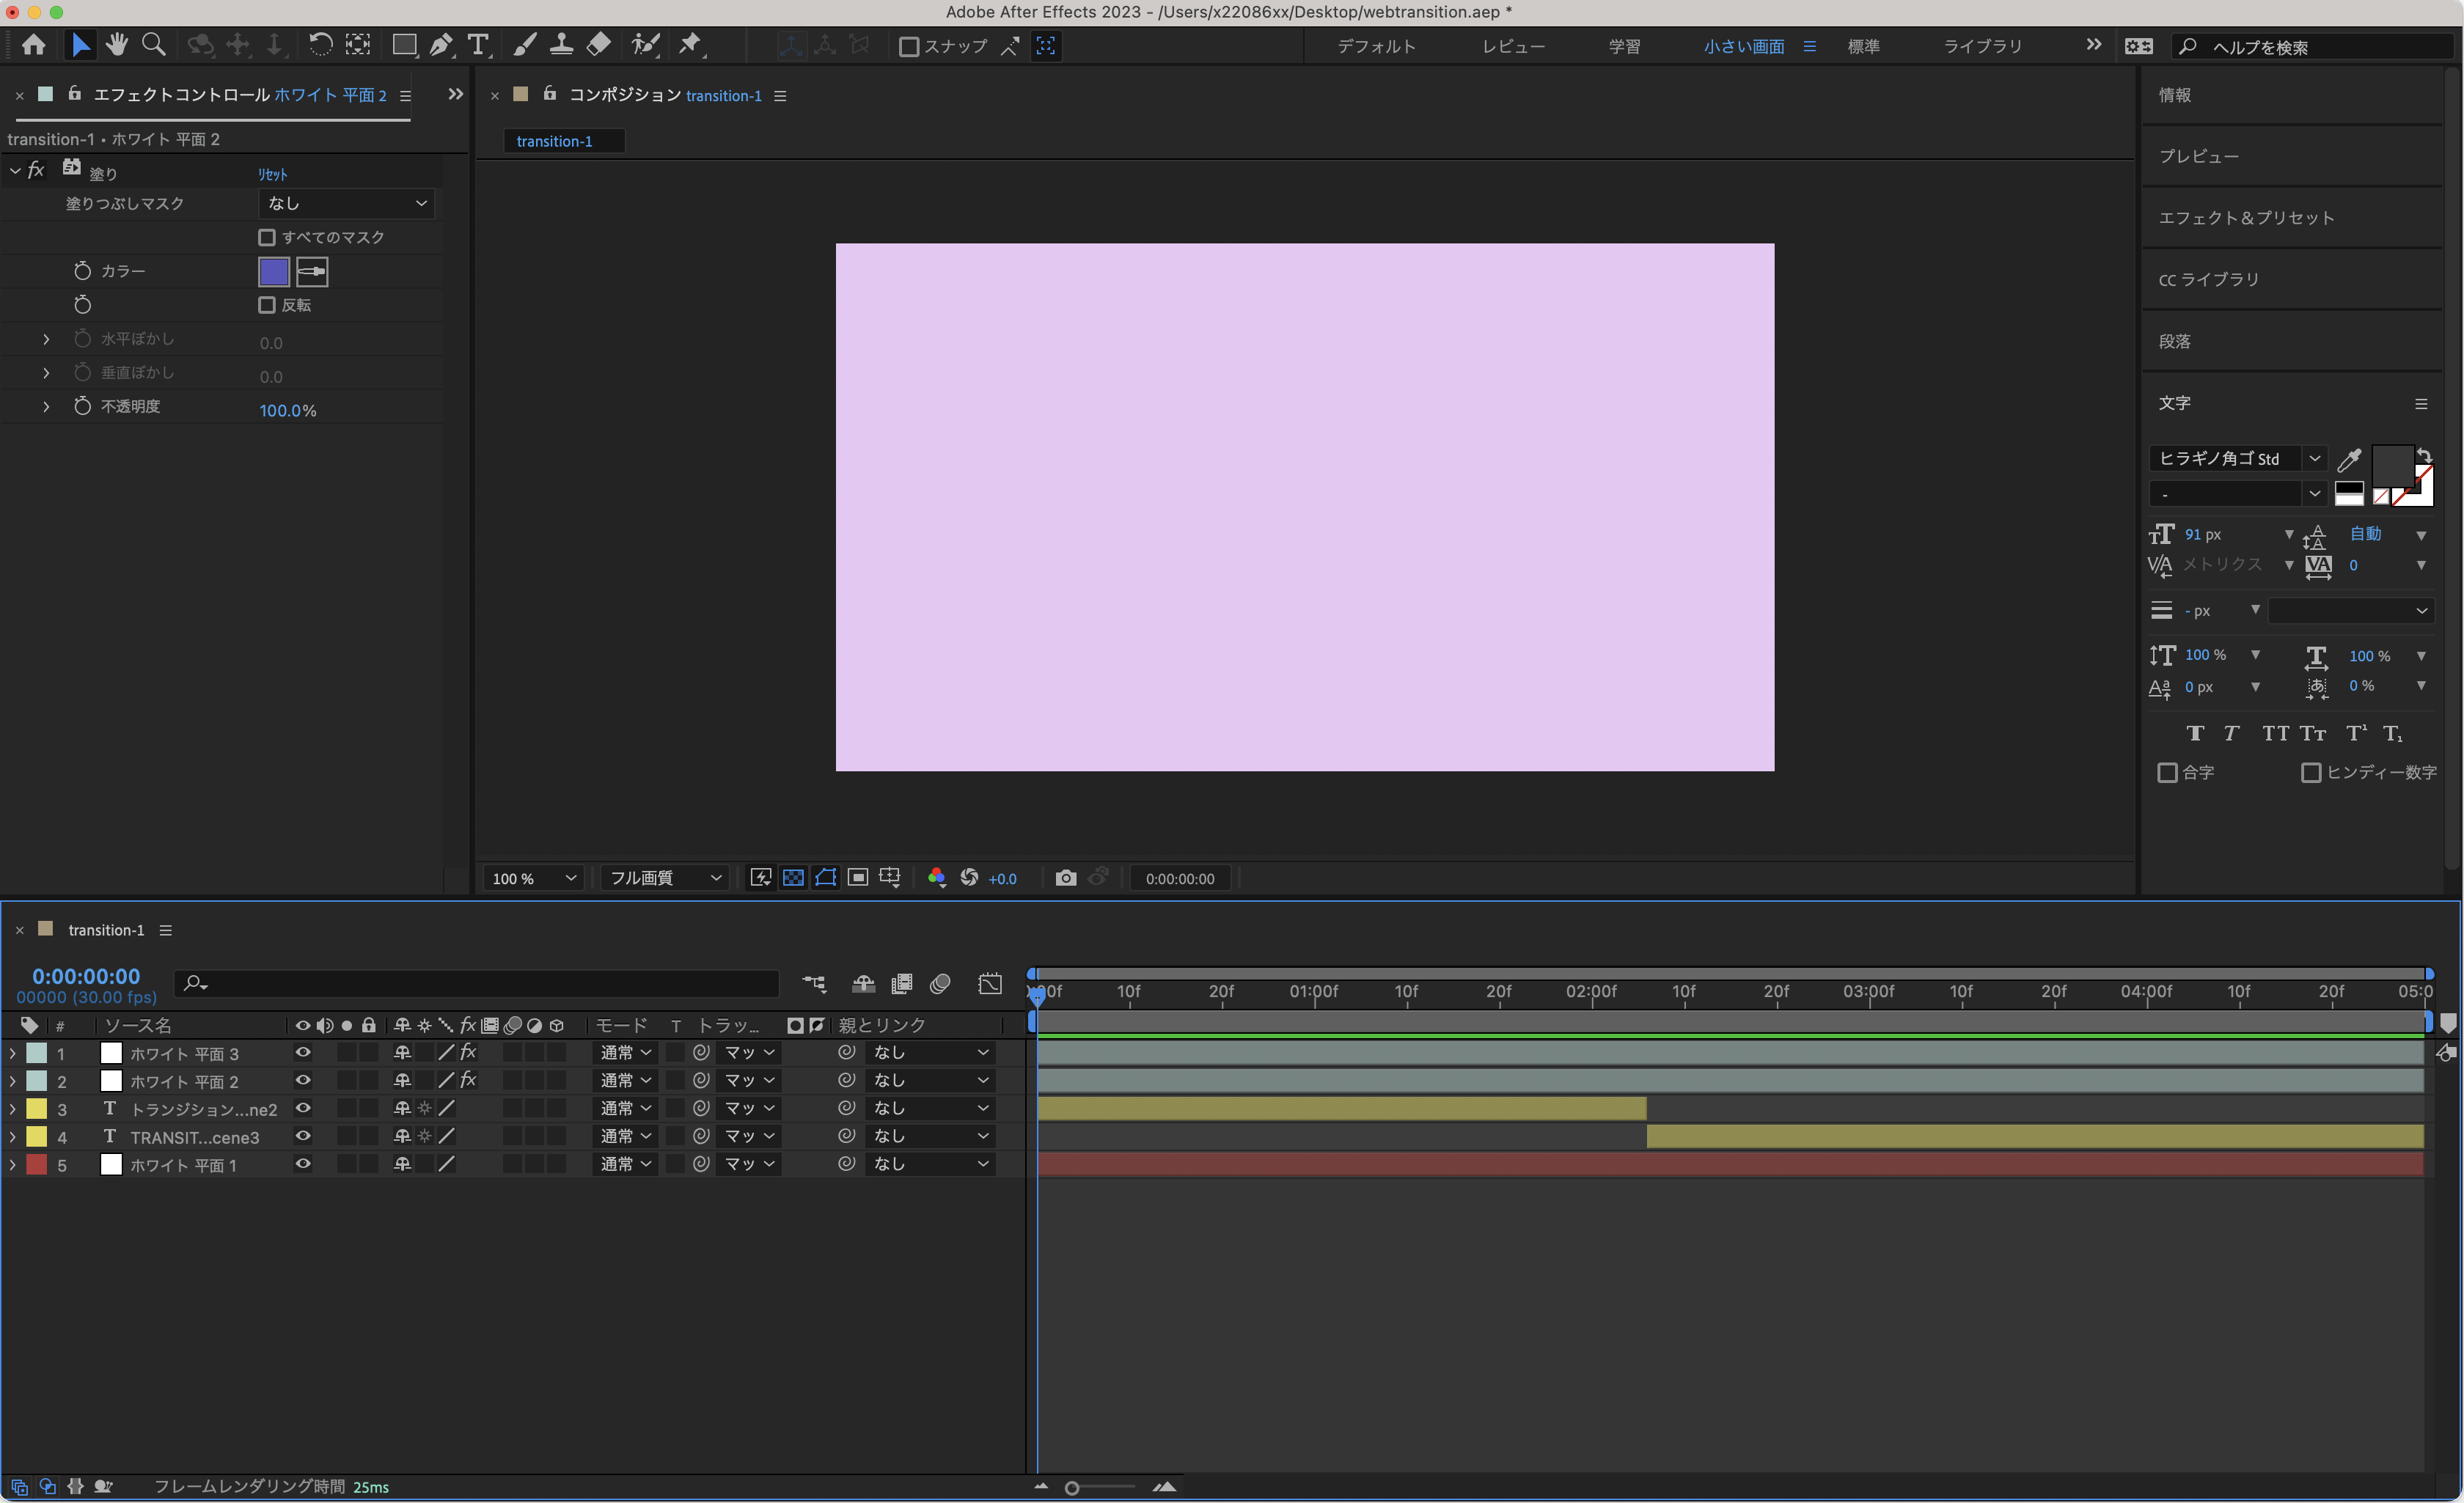 Adobe After Effects 2023 - /Users/x22086xx/Desktop/webtransition.aep *
スナップ
デフォルト
レビュー
学習
小さい画面
標準
ライブラリ
ヘルプを検索
エフェクトコントロール ホワイト 平面 2
transition-1・ホワイト 平面 2
fx 塗り リセット
塗りつぶしマスク なし
すべてのマスク
カラー
反転
水平ぼかし 0.0
垂直ぼかし 0.0
不透明度 100.0%
コンポジション transition-1
transition-1
100 % フル画質 +0.0 0:00:00:00
情報
プレビュー
エフェクト＆プリセット
CC ライブラリ
段落
文字
ヒラギノ角ゴ Std
-
91 px 自動
メトリクス 0
- px
100 % 100 %
0 px 0 %
合字 ヒンディー数字
transition-1
0:00:00:00
00000 (30.00 fps)
10f 20f 01:00f 10f 20f 02:00f 10f 20f 03:00f 10f 20f 04:00f 10f 20f 05:0
# ソース名 fx モード T トラッ... 親とリンク
1 ホワイト 平面 3 fx 通常 マッ なし
2 ホワイト 平面 2 fx 通常 マッ なし
3 T トランジション...ne2 通常 マッ なし
4 T TRANSIT...cene3 通常 マッ なし
5 ホワイト 平面 1 通常 マッ なし
フレームレンダリング時間 25ms